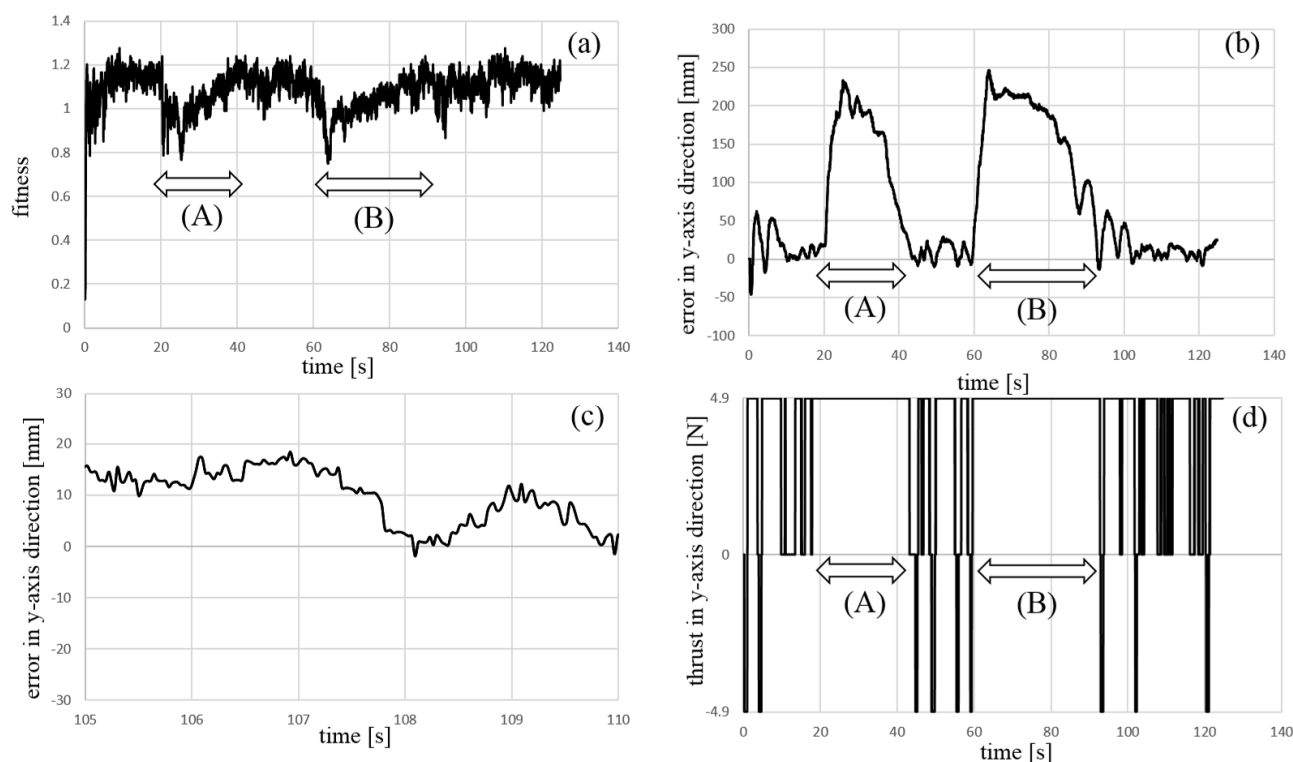 (a)
fitness
1.4
1.2
1
0.8
0.6
0.4
0.2
0
(A)
(B)
0 20 40 60 80 100 120 140
time [s]
(b)
error in y-axis direction [mm]
300
250
200
150
100
50
0
-50
-100
(A)
(B)
0 20 40 60 80 100 120 140
time [s]
(c)
error in y-axis direction [mm]
30
20
10
0
-10
-20
-30
105 106 107 108 109 110
time [s]
(d)
thrust in y-axis direction [N]
4.9
0
-4.9
(A)
(B)
0 20 40 60 80 100 120 140
time [s]